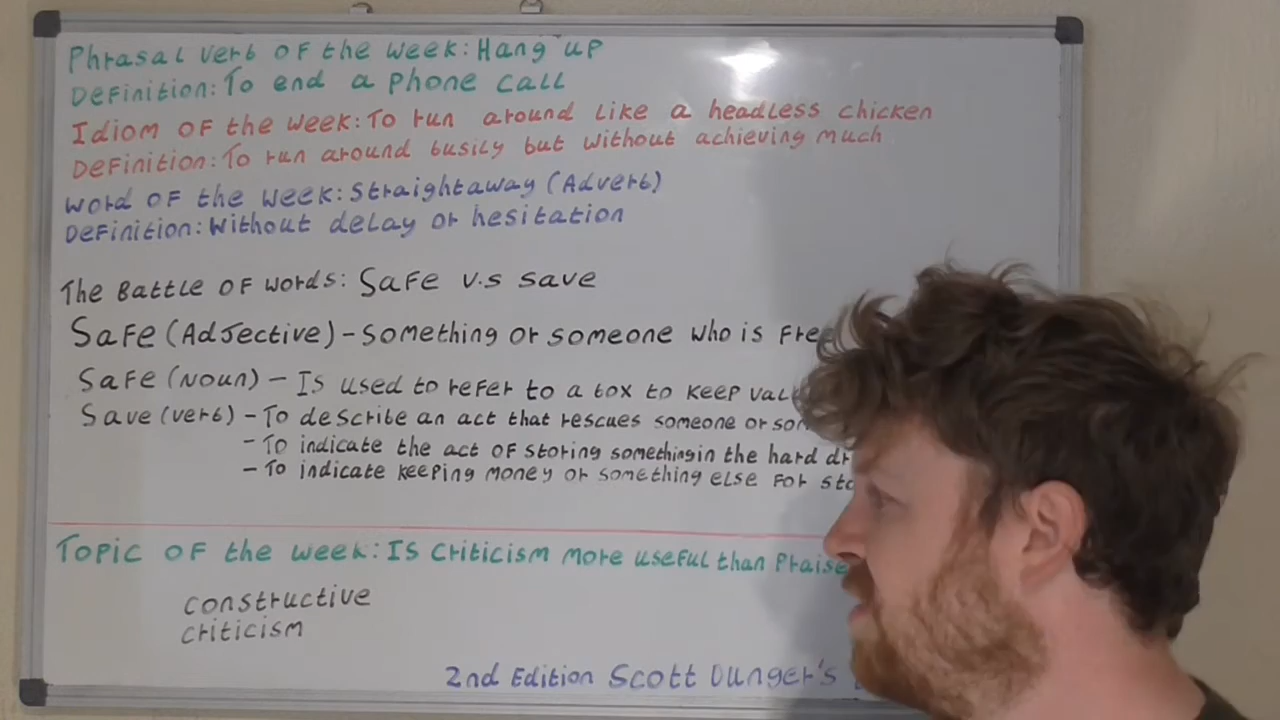 Phrasal verb of the week: Hang up
Definition: To end a phone call
Idiom of the week: To run around like a headless chicken
Definition: To run around busily but without achieving much
Word of the week: Straightaway (Adverb)
Definition: Without delay or hesitation
The Battle of words: Safe v.s save
Safe (Adjective) - Something or someone who is
Safe (Noun) - Is used to refer to a box to keep
Save (verb) - To describe an act that rescues someone or
- To indicate the act of storing something in the hard
- To indicate keeping money or something else for
Topic of the week: Is criticism more useful than Praise
constructive
criticism
2nd Edition Scott Dunger's